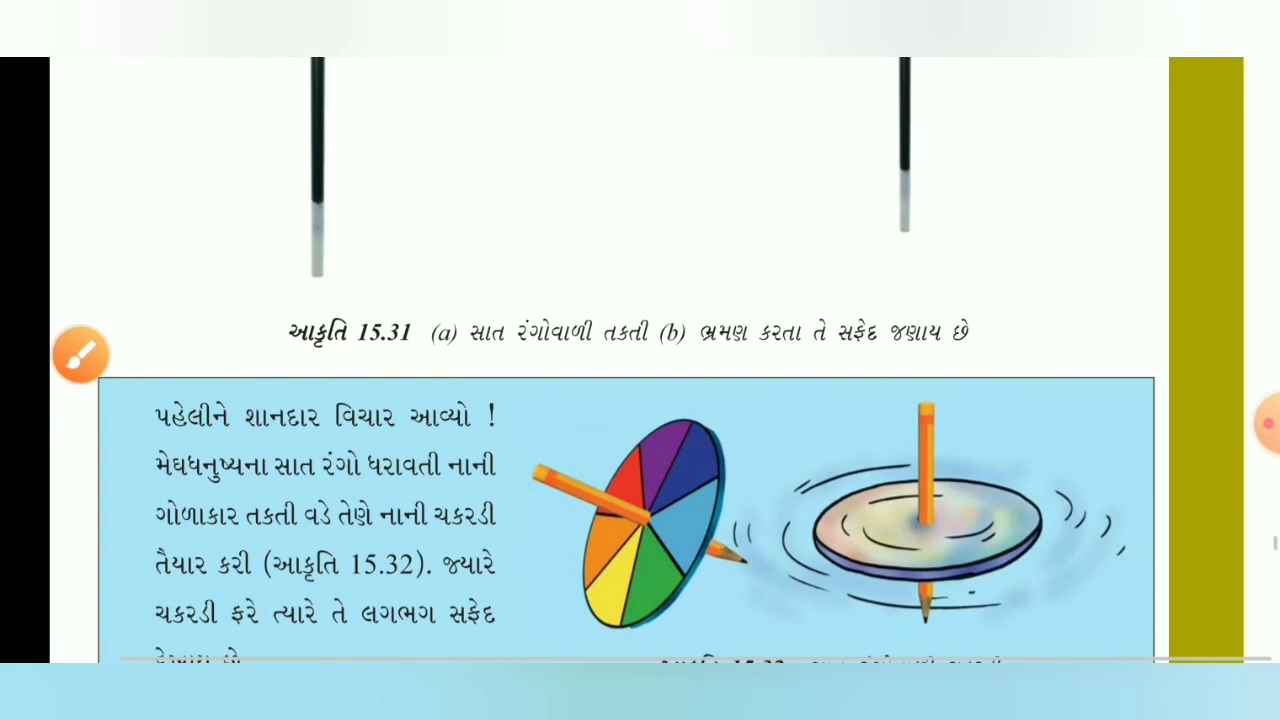 આકૃતિ 15.31 (a) સાત રંગોવાળી તકતી (b) ભ્રમણ કરતા તે સફેદ જણાય છે
પહેલીને શાનદાર વિચાર આવ્યો !
મેઘધનુષ્યના સાત રંગો ધરાવતી નાની
ગોળાકાર તકતી વડે તેણે નાની ચકરડી
તૈયાર કરી (આકૃતિ 15.32). જ્યારે
ચકરડી ફરે ત્યારે તે લગભગ સફેદ